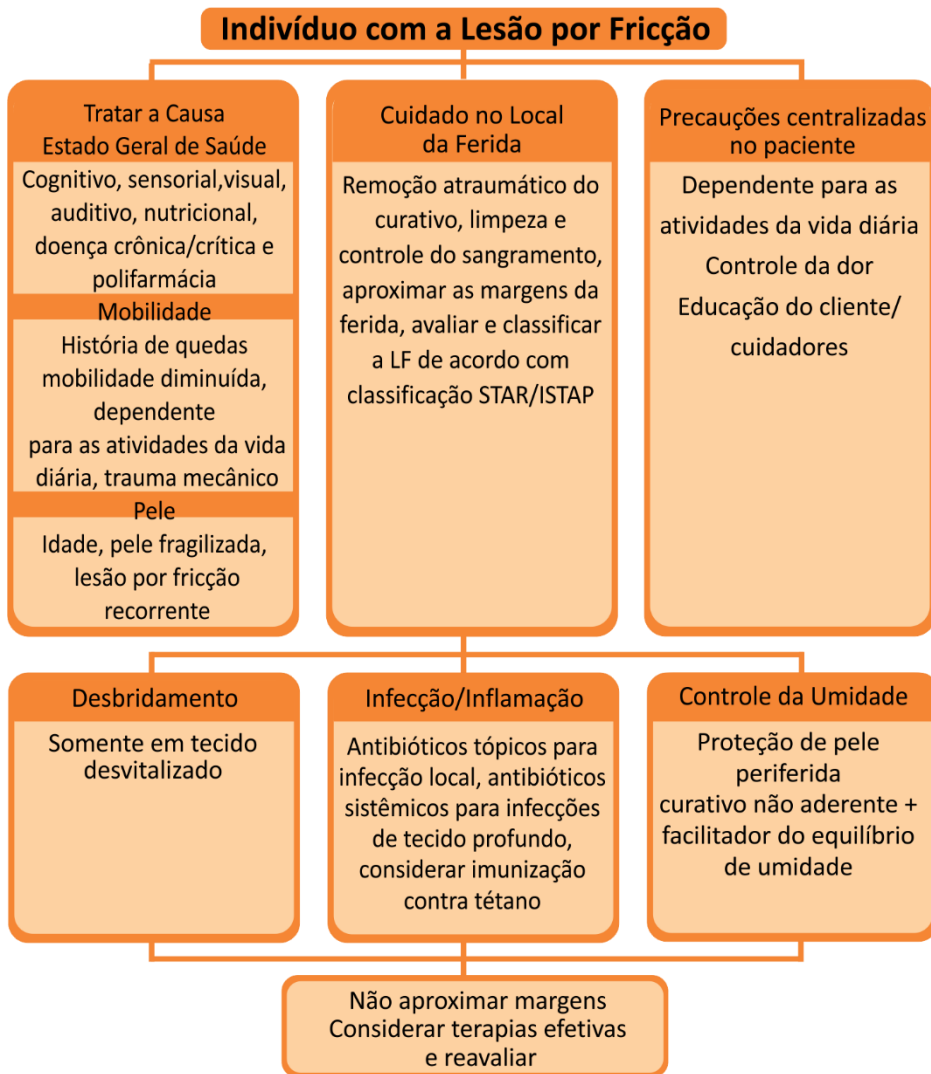 Indivíduo com a Lesão por Fricção
Tratar a Causa
Estado Geral de Saúde
Cognitivo, sensorial,visual,
auditivo, nutricional,
doença crônica/crítica e
polifarmácia
Mobilidade
História de quedas
mobilidade diminuída,
dependente
para as atividades da vida
diária, trauma mecânico
Pele
Idade, pele fragilizada,
lesão por fricção
recorrente
Cuidado no Local
da Ferida
Remoção atraumático do
curativo, limpeza e
controle do sangramento,
aproximar as margens da
ferida, avaliar e classificar
a LF de acordo com
classificação STAR/ISTAP
Precauções centralizadas
no paciente
Dependente para as
atividades da vida diária
Controle da dor
Educação do cliente/
cuidadores
Desbridamento
Somente em tecido
desvitalizado
Infecção/Inflamação
Antibióticos tópicos para
infecção local, antibióticos
sistêmicos para infecções
de tecido profundo,
considerar imunização
contra tétano
Controle da Umidade
Proteção de pele
periferida
curativo não aderente +
facilitador do equilíbrio
de umidade
Não aproximar margens
Considerar terapias efetivas
e reavaliar